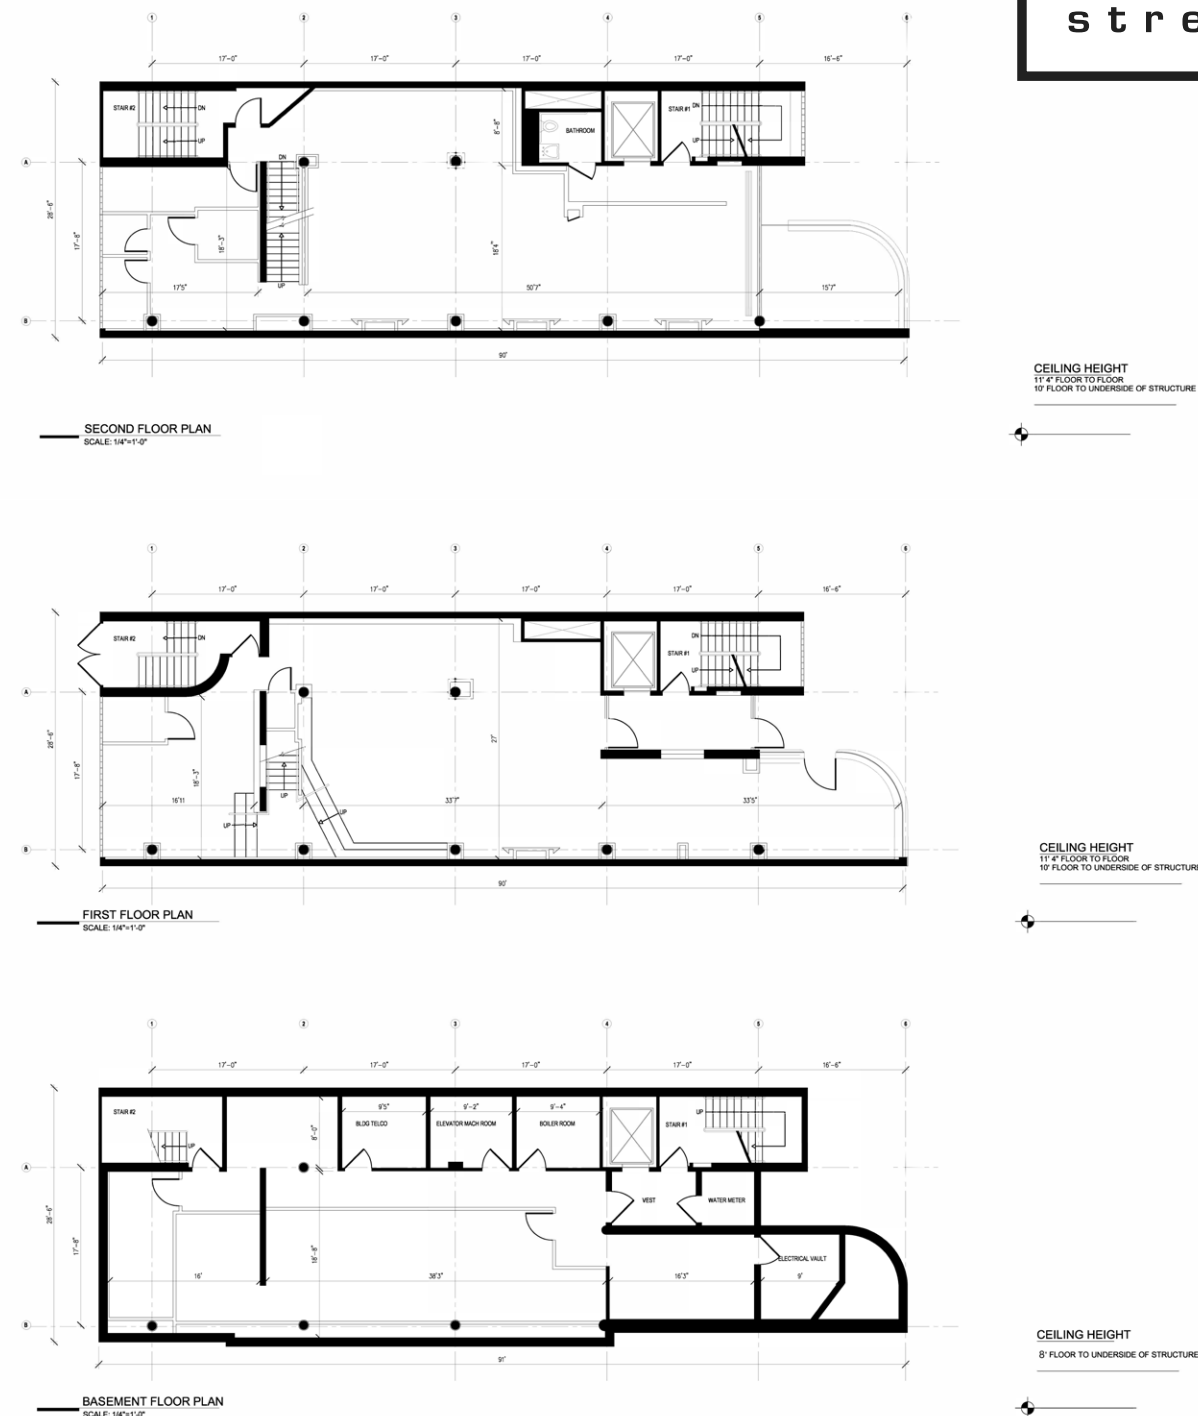 stre
1 2 3 4 5 6
17'-0" 17'-0" 17'-0" 17'-0" 16'-6"
STAIR #2 DN
UP
8'-8"
BATHROOM
STAIR #1 DN
UP
A
DN
28'-6"
17'-6"
18'-3"
18'4"
UP
17'5" 50'7" 15'7"
B
90'
CEILING HEIGHT
11' 4" FLOOR TO FLOOR
10' FLOOR TO UNDERSIDE OF STRUCTURE
SECOND FLOOR PLAN
SCALE: 1/4"=1'-0"
1 2 3 4 5 6
17'-0" 17'-0" 17'-0" 17'-0" 16'-6"
STAIR #2 DN
DN
STAIR #1
UP
A
28'-6"
17'-8"
18'-3"
27'
UP
16'11 33'7" 33'5"
UP
UP
B
90'
CEILING HEIGHT
11' 4" FLOOR TO FLOOR
10' FLOOR TO UNDERSIDE OF STRUCTURE
FIRST FLOOR PLAN
SCALE: 1/4"=1'-0"
1 2 3 4 5 6
17'-0" 17'-0" 17'-0" 17'-0" 16'-6"
9'5" 9'-2" 9'-4"
STAIR #2
UP
8'-0"
BLDG TELCO ELEVATOR MACH ROOM BOILER ROOM
UP
STAIR #1
A
VEST WATER METER
28'-6"
17'-8"
18'-8"
ELECTRICAL VAULT
16' 38'3" 16'3" 9'
B
91'
CEILING HEIGHT
8' FLOOR TO UNDERSIDE OF STRUCTURE
BASEMENT FLOOR PLAN
SCALE: 1/4"=1'-0"